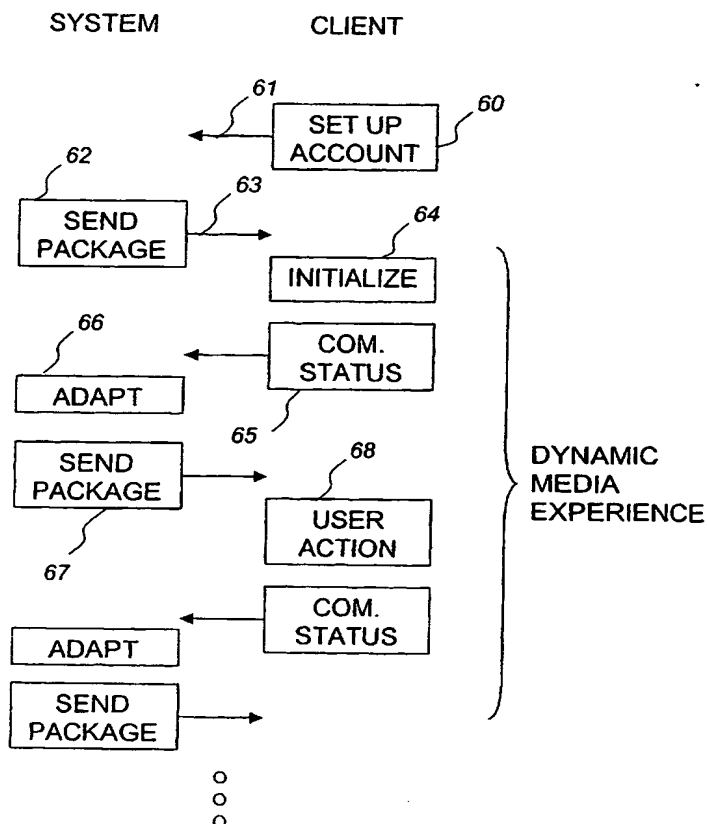 SYSTEM CLIENT
61
SET UP
ACCOUNT
60
62
SEND
PACKAGE
63
64
INITIALIZE
66
ADAPT
COM.
STATUS
65
SEND
PACKAGE
67
68
USER
ACTION
DYNAMIC
MEDIA
EXPERIENCE
COM.
STATUS
ADAPT
SEND
PACKAGE